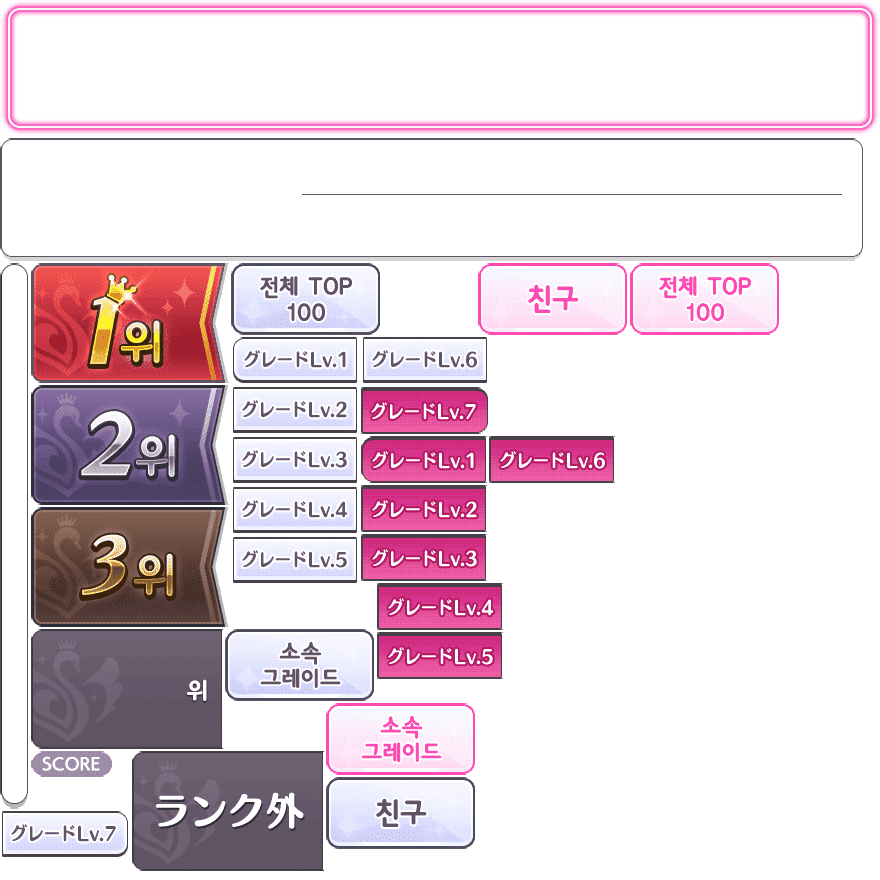 1위
전체 TOP
100
친구
전체 TOP
100
グレードLv.1
グレードLv.6
2위
グレードLv.2
グレードLv.7
グレードLv.3
グレードLv.1
グレードLv.6
グレードLv.4
グレードLv.2
3위
グレードLv.5
グレードLv.3
グレードLv.4
위
소속
그레이드
グレードLv.5
소속
그레이드
SCORE
ランク外
친구
グレードLv.7